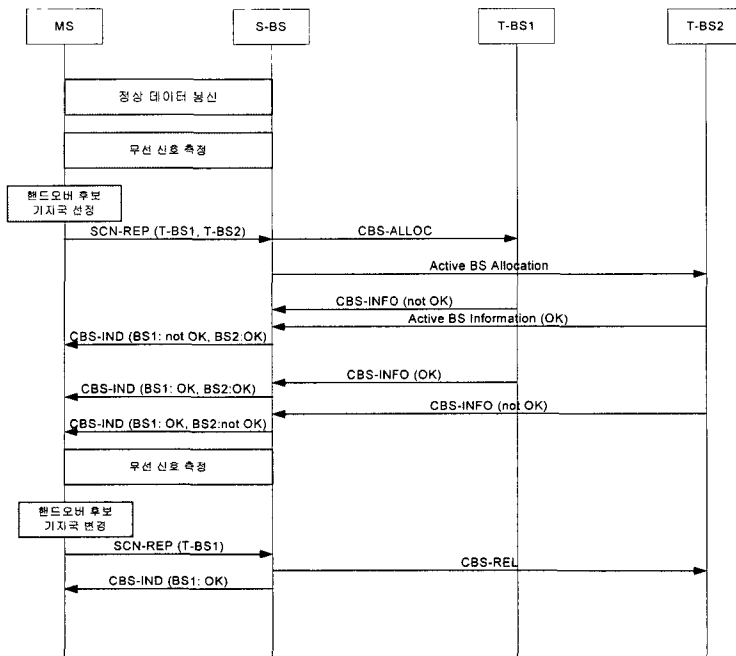 MS
S-BS
T-BS1
T-BS2
정상 데이터 통신
무선 신호 측정
핸드오버 후보
기지국 선정
SCN-REP (T-BS1, T-BS2)
CBS-ALLOC
Active BS Allocation
CBS-INFO (not OK)
Active BS Information (OK)
CBS-IND (BS1: not OK, BS2:OK)
CBS-INFO (OK)
CBS-IND (BS1: OK, BS2:OK)
CBS-INFO (not OK)
CBS-IND (BS1: OK, BS2:not OK)
무선 신호 측정
핸드오버 후보
기지국 변경
SCN-REP (T-BS1)
CBS-REL
CBS-IND (BS1: OK)